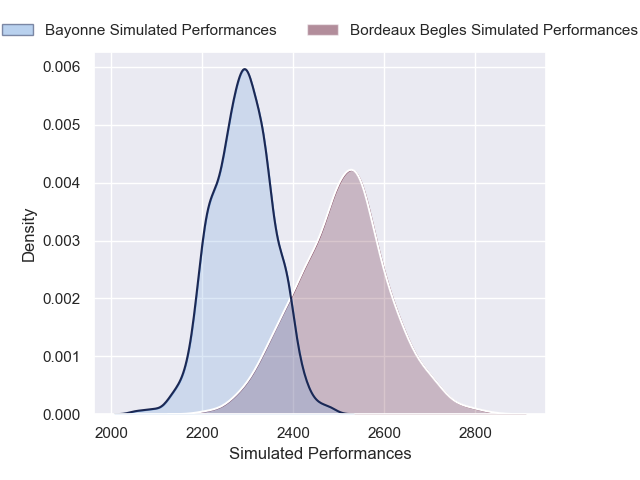 Bayonne Simulated Performances Bordeaux Begles Simulated Performances
0.006
0.005
0.004
0.003
0.002
0.001
0.000
Density
2000 2200 2400 2600 2800
Simulated Performances